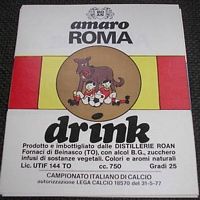 amaro
ROMA
drink
Prodotto e imbottigliato dalle DISTILLERIE ROAN
Fornaci di Beinasco (TO), con alcol B.G., zucchero
infusi di sostanze vegetali. Colori e aromi naturali
Lic. UTIF 144 TO cc. 750 Gradi 25
CAMPIONATO ITALIANO DI CALCIO
autorizzazione LEGA CALCIO 18570 del 31-5-77